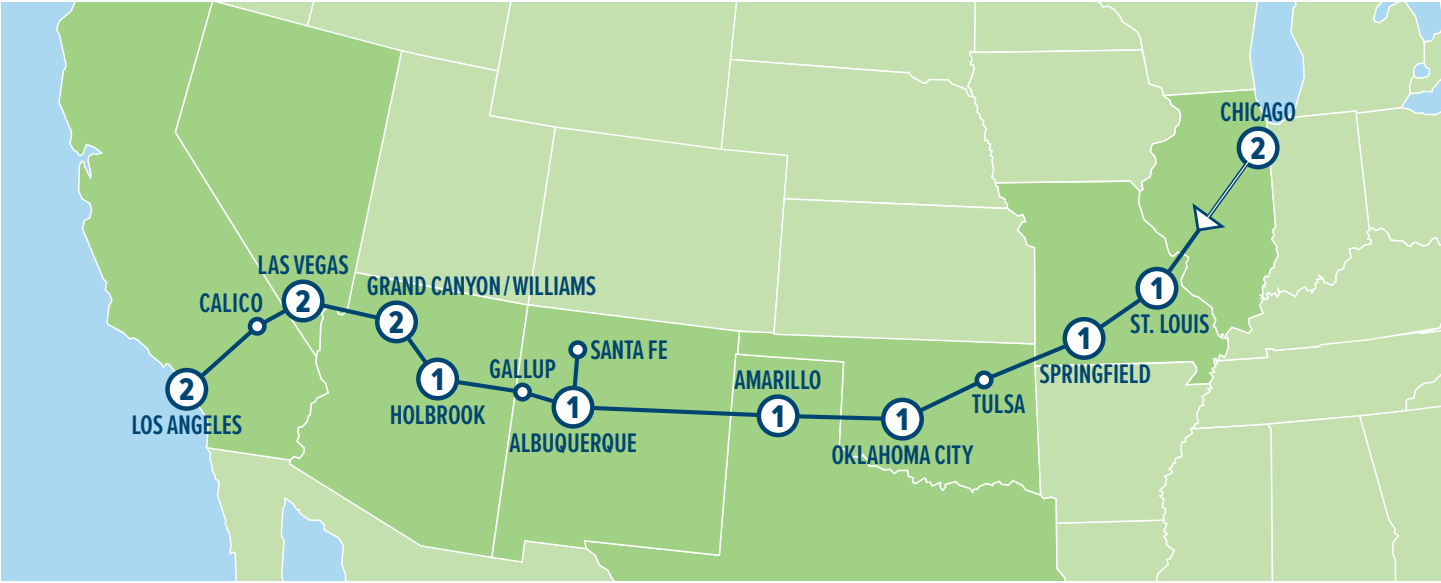 CHICAGO
2
1
ST. LOUIS
1
SPRINGFIELD
TULSA
1
OKLAHOMA CITY
AMARILLO
1
SANTA FE
1
ALBUQUERQUE
GALLUP
1
HOLBROOK
GRAND CANYON / WILLIAMS
2
LAS VEGAS
2
CALICO
2
LOS ANGELES